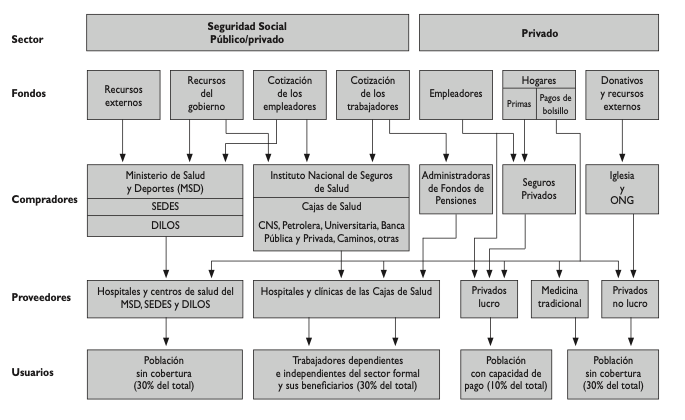 Sector
Seguridad Social
Público/privado
Privado
Fondos
Recursos
externos
Recursos
del
gobierno
Cotización
de los
empleadores
Cotización
de los
trabajadores
Empleadores
Hogares
Primas
Pagos de
bolsillo
Donativos
y recursos
externos
Compradores
Ministerio de Salud
y Deportes (MSD)
SEDES
DILOS
Instituto Nacional de Seguros
de Salud
Cajas de Salud
CNS, Petrolera, Universitaria, Banca
Pública y Privada, Caminos, otras
Administradoras
de Fondos de
Pensiones
Seguros
Privados
Iglesia
y
ONG
Proveedores
Hospitales y centros de salud del
MSD, SEDES y DILOS
Hospitales y clínicas de las Cajas de Salud
Privados
lucro
Medicina
tradicional
Privados
no lucro
Usuarios
Población
sin cobertura
(30% del total)
Trabajadores dependientes
e independientes del sector formal
y sus beneficiarios (30% del total)
Población
con capacidad de
pago (10% del total)
Población
sin cobertura
(30% del total)